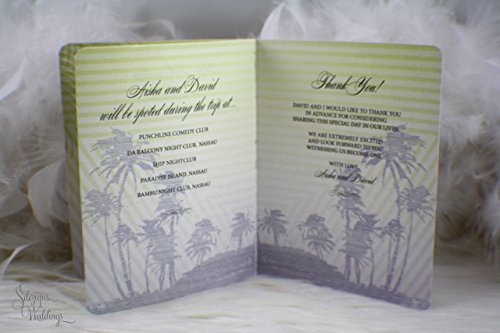 Aisha and David
will be spoted during the trip at...
PUNCHLINE COMEDY CLUB
DA BALCONY NIGHT CLUB, NASSAU
SHIP NIGHTCLUB
PARADISE ISLAND, NASSAU
BAMBU NIGHT CLUB, NASSAU
Thank You!
DAVID AND I WOULD LIKE TO THANK YOU
IN ADVANCE FOR CONSIDERING
SHARING THIS SPECIAL DAY IN OUR LIVES.
WE ARE EXTREMELY EXCITED
AND LOOK FORWARD TO YOU
WITNESSING US BECOME ONE.
WITH LOVE,
Aisha and David
Sdezigns
Weddings